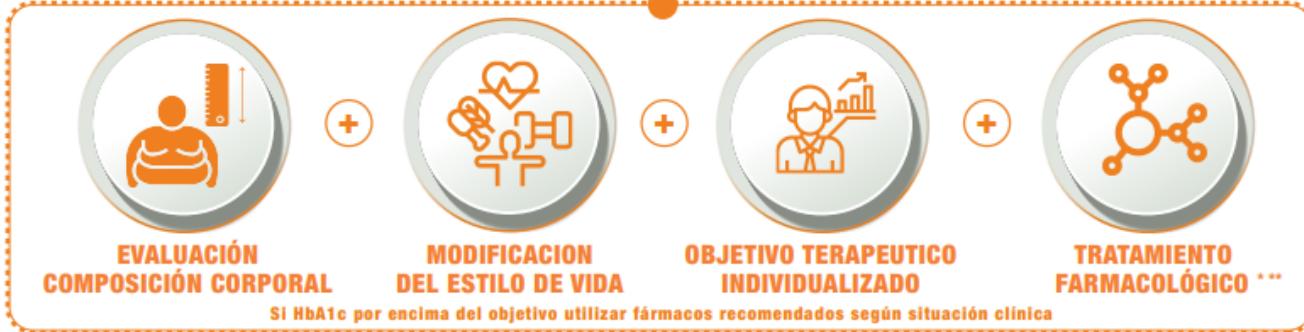 EVALUACIÓN
COMPOSICIÓN CORPORAL
MODIFICACION
DEL ESTILO DE VIDA
OBJETIVO TERAPEUTICO
INDIVIDUALIZADO
TRATAMIENTO
FARMACOLÓGICO * **
Si HbA1c por encima del objetivo utilizar fármacos recomendados según situación clínica